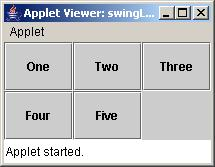 Applet Viewer: swingL...
Applet
One Two Three
Four Five
Applet started.